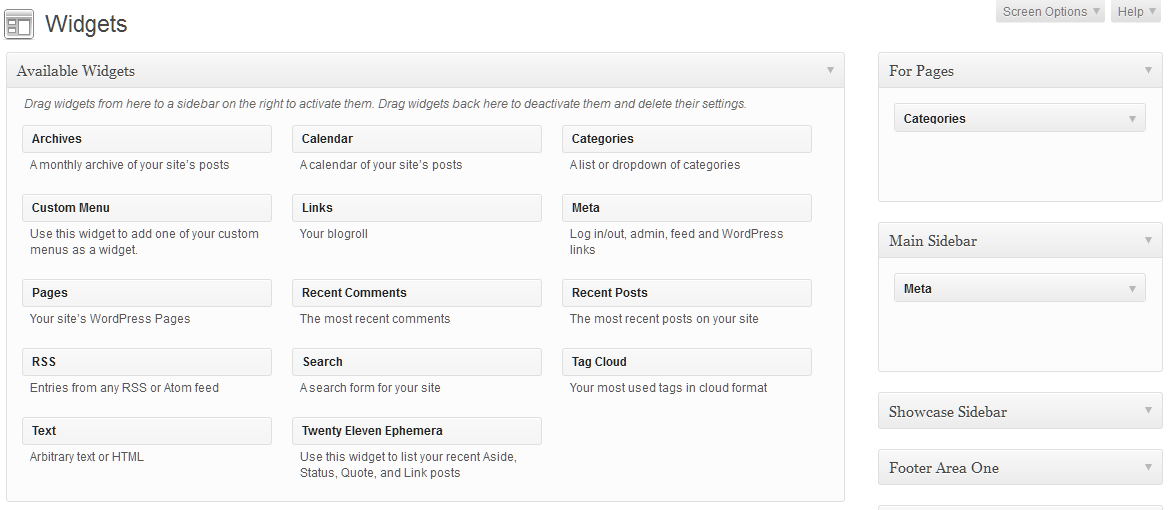 Widgets
Screen Options
Help
Available Widgets
Drag widgets from here to a sidebar on the right to activate them. Drag widgets back here to deactivate them and delete their settings.
Archives
A monthly archive of your site's posts
Calendar
A calendar of your site's posts
Categories
A list or dropdown of categories
Custom Menu
Use this widget to add one of your custom
menus as a widget.
Links
Your blogroll
Meta
Log in/out, admin, feed and WordPress
links
Pages
Your site's WordPress Pages
Recent Comments
The most recent comments
Recent Posts
The most recent posts on your site
RSS
Entries from any RSS or Atom feed
Search
A search form for your site
Tag Cloud
Your most used tags in cloud format
Text
Arbitrary text or HTML
Twenty Eleven Ephemera
Use this widget to list your recent Aside,
Status, Quote, and Link posts
For Pages
Categories
Main Sidebar
Meta
Showcase Sidebar
Footer Area One